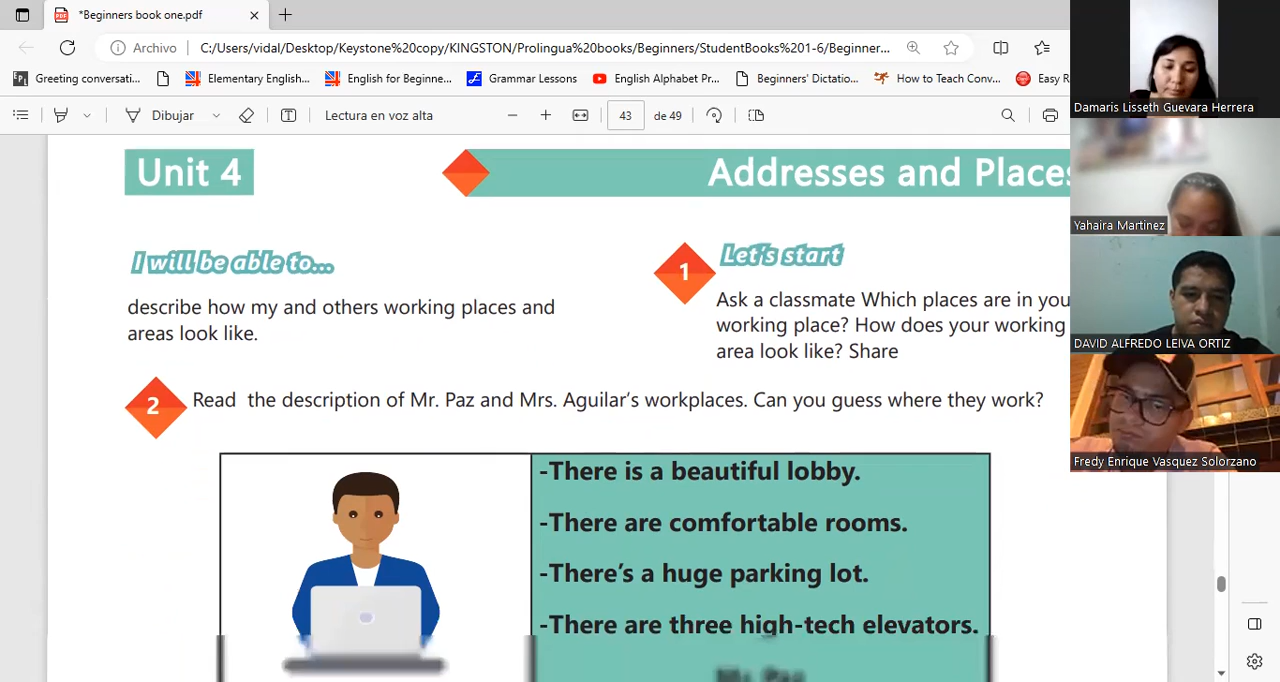 *Beginners book one.pdf
Archivo
C:/Users/vidal/Desktop/Keystone%20copy/KINGSTON/Prolingua%20books/Beginners/StudentBooks%201-6/Beginner...
Greeting conversati...
Elementary English...
English for Beginne...
Grammar Lessons
English Alphabet Pr...
Beginners' Dictatio...
How to Teach Conv...
Easy R
Dibujar
Lectura en voz alta
43
de 49
Unit 4
Addresses and Places
I will be able to...
describe how my and others working places and
areas look like.
1
Let's start
Ask a classmate Which places are in you
working place? How does your working
area look like? Share
2
Read the description of Mr. Paz and Mrs. Aguilar's workplaces. Can you guess where they work?
-There is a beautiful lobby.
-There are comfortable rooms.
-There's a huge parking lot.
-There are three high-tech elevators.
Mr. Paz
Damaris Lisseth Guevara Herrera
Yahaira Martinez
DAVID ALFREDO LEIVA ORTIZ
Fredy Enrique Vasquez Solorzano